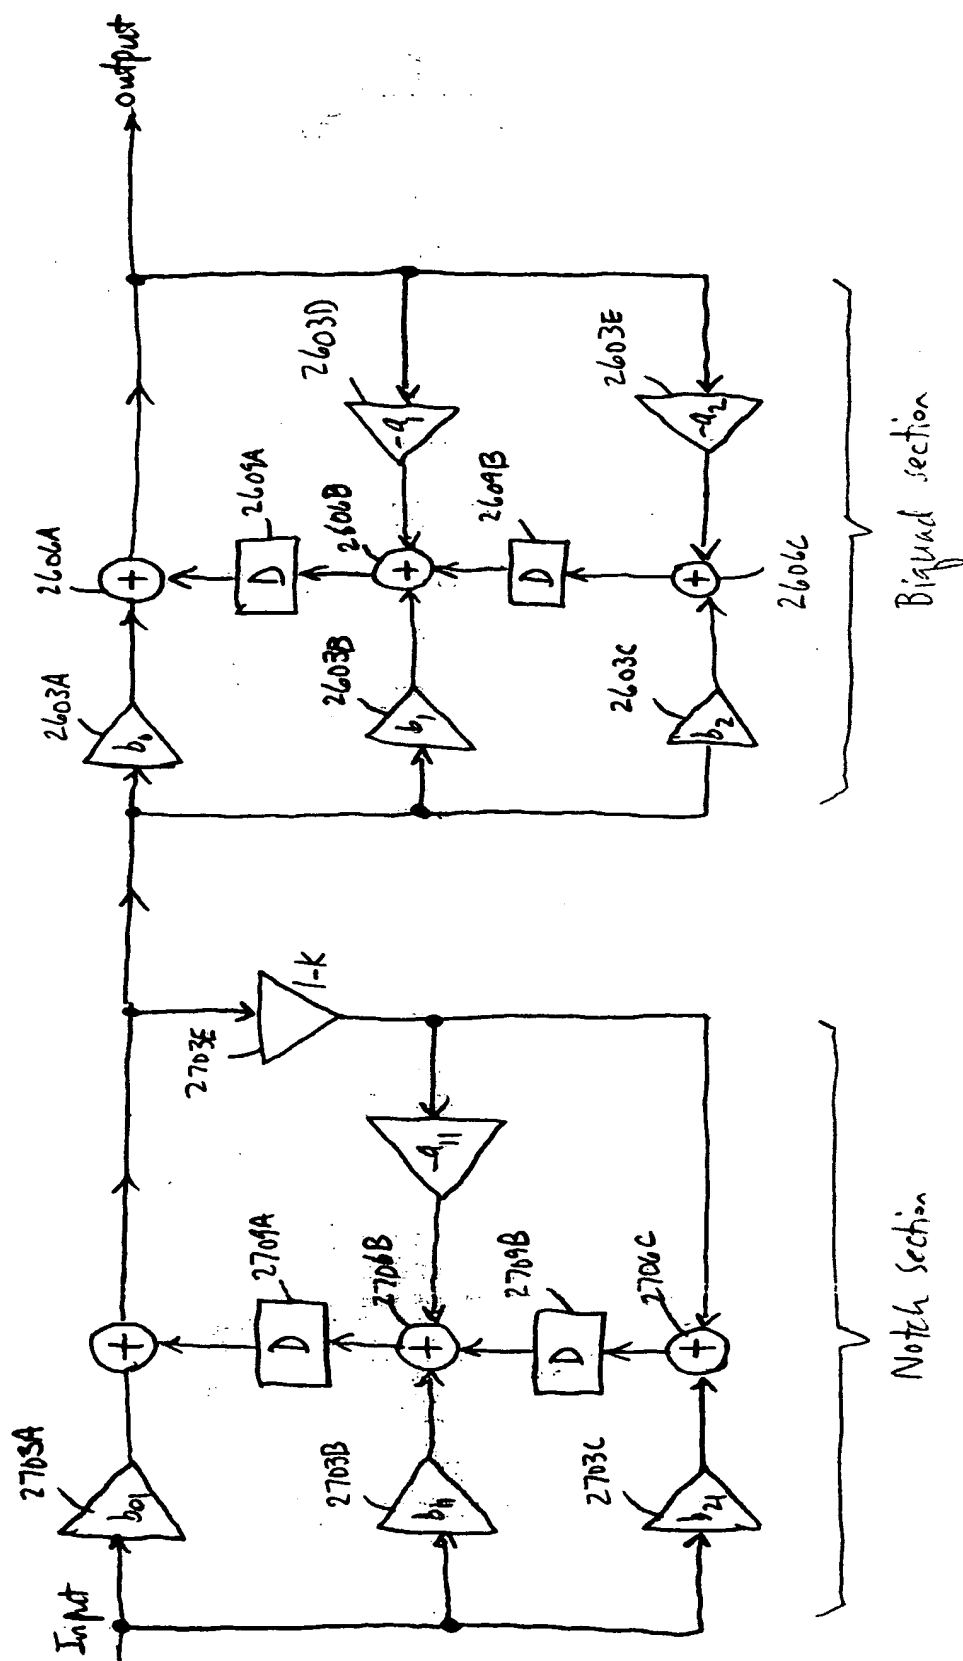 Input
2703A
b01
2703B
b11
2703C
b21
+
2709A
D
2706B
+
2709B
D
2706C
+
-a11
2703E
1-K
Notch section
2603A
b0
2603B
b1
2603C
b2
2606A
+
2609A
D
2606B
+
2609B
D
2606C
+
2603D
-a1
2603E
-a2
output
Biquad section